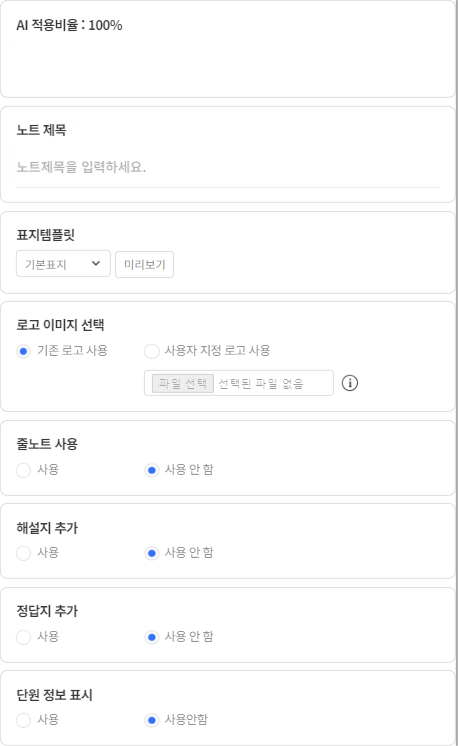 AI 적용비율 : 100%
노트 제목
노트제목을 입력하세요.
표지템플릿
기본표지 미리보기
로고 이미지 선택
기존 로고 사용 사용자 지정 로고 사용
파일 선택 선택된 파일 없음
줄노트 사용
사용 사용 안 함
해설지 추가
사용 사용 안 함
정답지 추가
사용 사용 안 함
단원 정보 표시
사용 사용안함